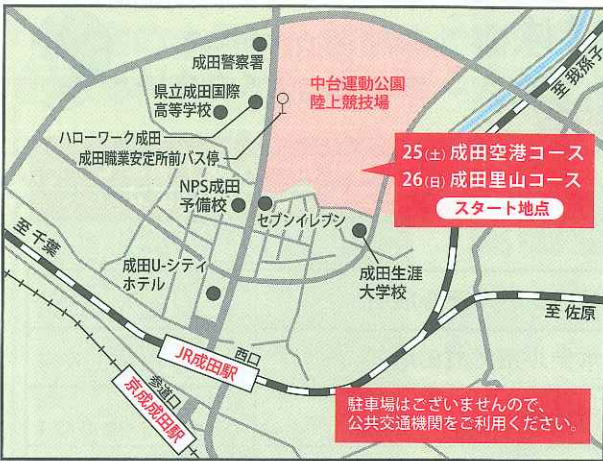 成田警察署
中台運動公園
陸上競技場
至我孫子
県立成田国際
高等学校
ハローワーク成田
成田職業安定所前バス停
25(土)成田空港コース
26(日)成田里山コース
スタート地点
NPS成田
予備校
セブンイレブン
至千葉
成田U-シティ
ホテル
成田生涯
大学校
至佐原
JR成田駅
西口
参道口
京成成田駅
駐車場はございませんので、
公共交通機関をご利用ください。